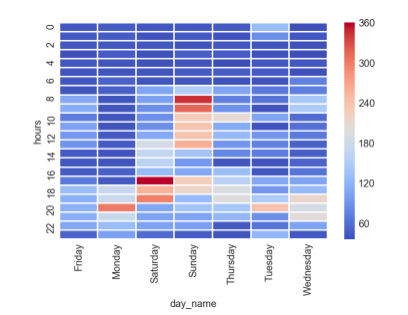 0
2
4
6
8
10
12
14
16
18
20
22
hours
Friday
Monday
Saturday
Sunday
Thursday
Tuesday
Wednesday
day_name
360
300
240
180
120
60